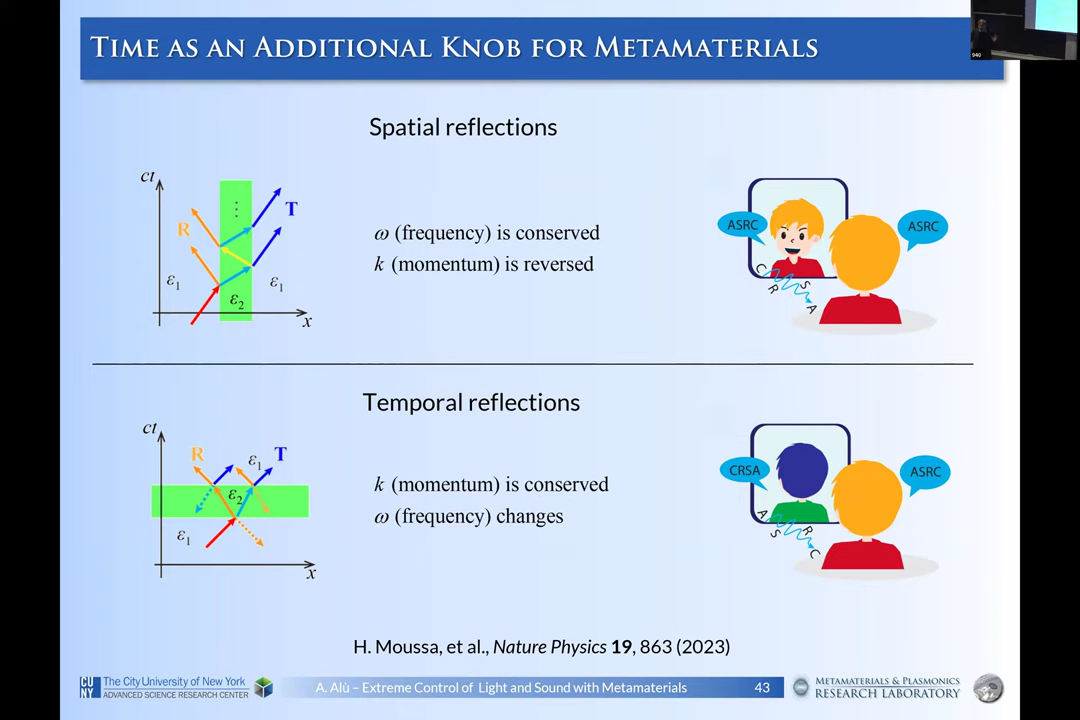 TIME AS AN ADDITIONAL KNOB FOR METAMATERIALS
940
Spatial reflections
ct
R
⋮
T
ε1
ε2
ε1
x
ω (frequency) is conserved
k (momentum) is reversed
ASRC
ASRC
C
R
S
A
Temporal reflections
ct
R
ε1
T
ε2
ε1
x
k (momentum) is conserved
ω (frequency) changes
CRSA
ASRC
A
S
R
C
H. Moussa, et al., Nature Physics 19, 863 (2023)
CU
NY
The City University of New York
ADVANCED SCIENCE RESEARCH CENTER
A. Alù – Extreme Control of Light and Sound with Metamaterials
43
METAMATERIALS & PLASMONICS
RESEARCH LABORATORY